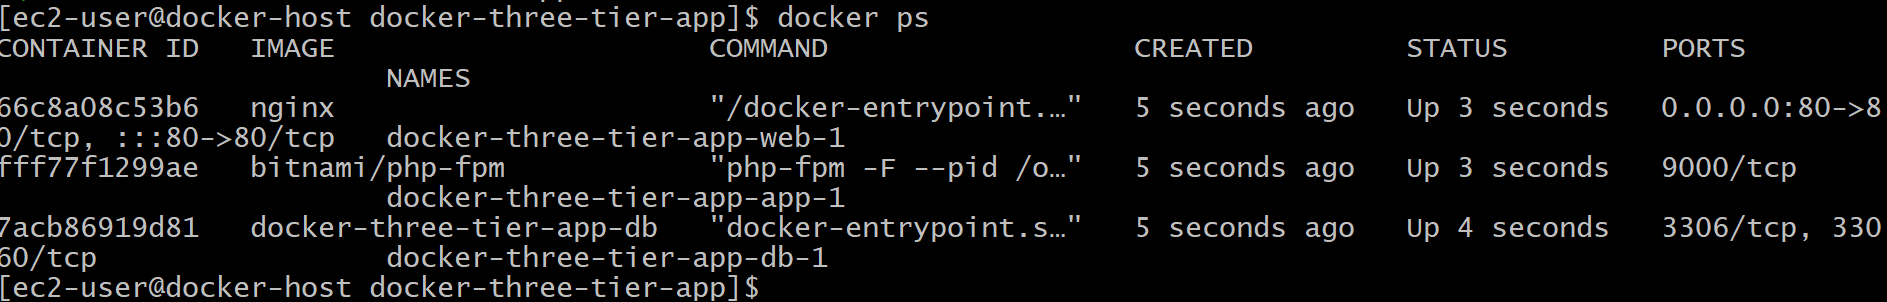 [ec2-user@docker-host docker-three-tier-app]$ docker ps
CONTAINER ID   IMAGE                      COMMAND                  CREATED         STATUS         PORTS
                       NAMES
66c8a08c53b6   nginx                      "/docker-entrypoint.…"   5 seconds ago   Up 3 seconds   0.0.0.0:80->8
0/tcp, :::80->80/tcp   docker-three-tier-app-web-1
fff77f1299ae   bitnami/php-fpm            "php-fpm -F --pid /o…"   5 seconds ago   Up 3 seconds   9000/tcp
                       docker-three-tier-app-app-1
7acb86919d81   docker-three-tier-app-db   "docker-entrypoint.s…"   5 seconds ago   Up 4 seconds   3306/tcp, 330
60/tcp                 docker-three-tier-app-db-1
[ec2-user@docker-host docker-three-tier-app]$